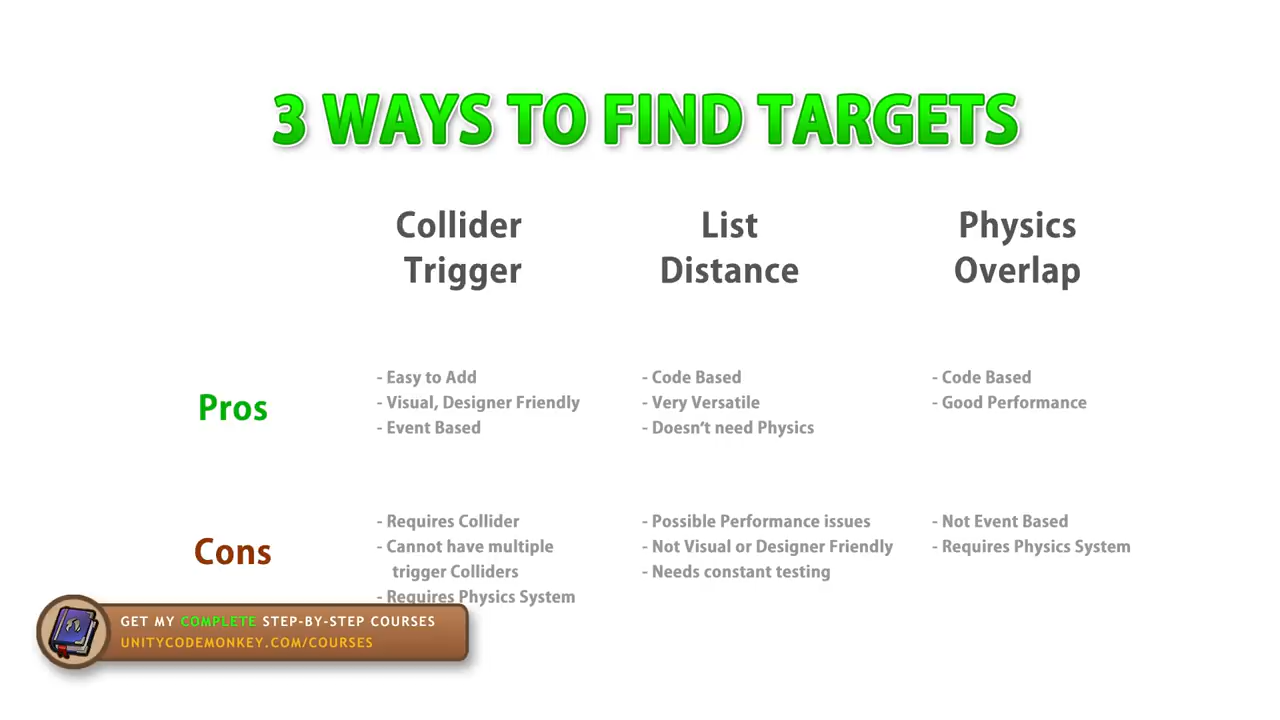 3 WAYS TO FIND TARGETS
Collider
Trigger
List
Distance
Physics
Overlap
Pros
- Easy to Add
- Visual, Designer Friendly
- Event Based
- Code Based
- Very Versatile
- Doesn't need Physics
- Code Based
- Good Performance
Cons
- Requires Collider
- Cannot have multiple
trigger Colliders
- Requires Physics System
- Possible Performance issues
- Not Visual or Designer Friendly
- Needs constant testing
- Not Event Based
- Requires Physics System
GET MY COMPLETE STEP-BY-STEP COURSES
UNITYCODEMONKEY.COM/COURSES